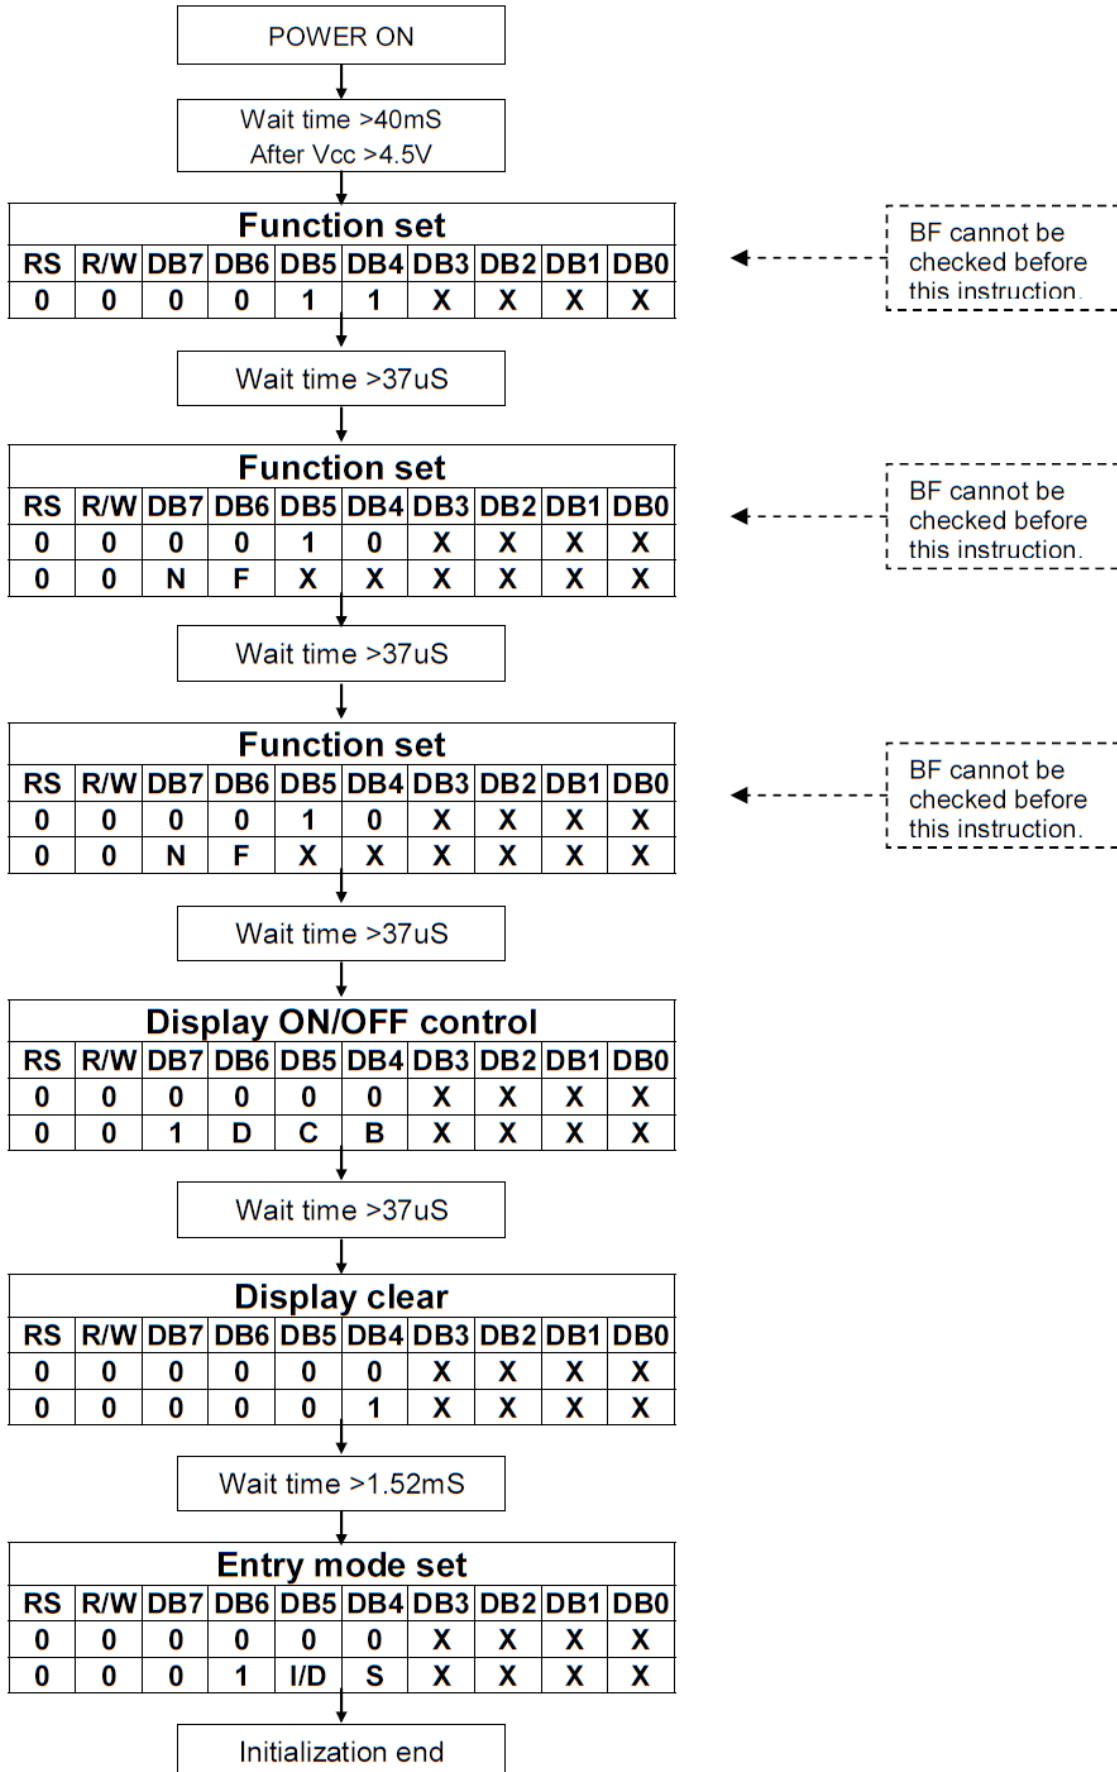 POWER ON
Wait time >40mS
After Vcc >4.5V
Function set
RS R/W DB7 DB6 DB5 DB4 DB3 DB2 DB1 DB0
0 0 0 0 1 1 X X X X
BF cannot be
checked before
this instruction.
Wait time >37uS
Function set
RS R/W DB7 DB6 DB5 DB4 DB3 DB2 DB1 DB0
0 0 0 0 1 0 X X X X
0 0 N F X X X X X X
BF cannot be
checked before
this instruction.
Wait time >37uS
Function set
RS R/W DB7 DB6 DB5 DB4 DB3 DB2 DB1 DB0
0 0 0 0 1 0 X X X X
0 0 N F X X X X X X
BF cannot be
checked before
this instruction.
Wait time >37uS
Display ON/OFF control
RS R/W DB7 DB6 DB5 DB4 DB3 DB2 DB1 DB0
0 0 0 0 0 0 X X X X
0 0 1 D C B X X X X
Wait time >37uS
Display clear
RS R/W DB7 DB6 DB5 DB4 DB3 DB2 DB1 DB0
0 0 0 0 0 0 X X X X
0 0 0 0 0 1 X X X X
Wait time >1.52mS
Entry mode set
RS R/W DB7 DB6 DB5 DB4 DB3 DB2 DB1 DB0
0 0 0 0 0 0 X X X X
0 0 0 1 I/D S X X X X
Initialization end